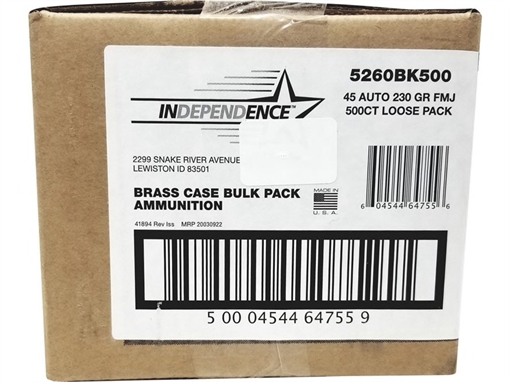 5260BK500
45 AUTO 230 GR FMJ
500CT LOOSE PACK
INDEPENDENCE™
2299 SNAKE RIVER AVENUE
LEWISTON ID 83501
BRASS CASE BULK PACK
AMMUNITION
MADE IN
U.S.A.
41894 Rev Iss MRP 20030922
6 04544 64755 6
5 00 04544 64755 9